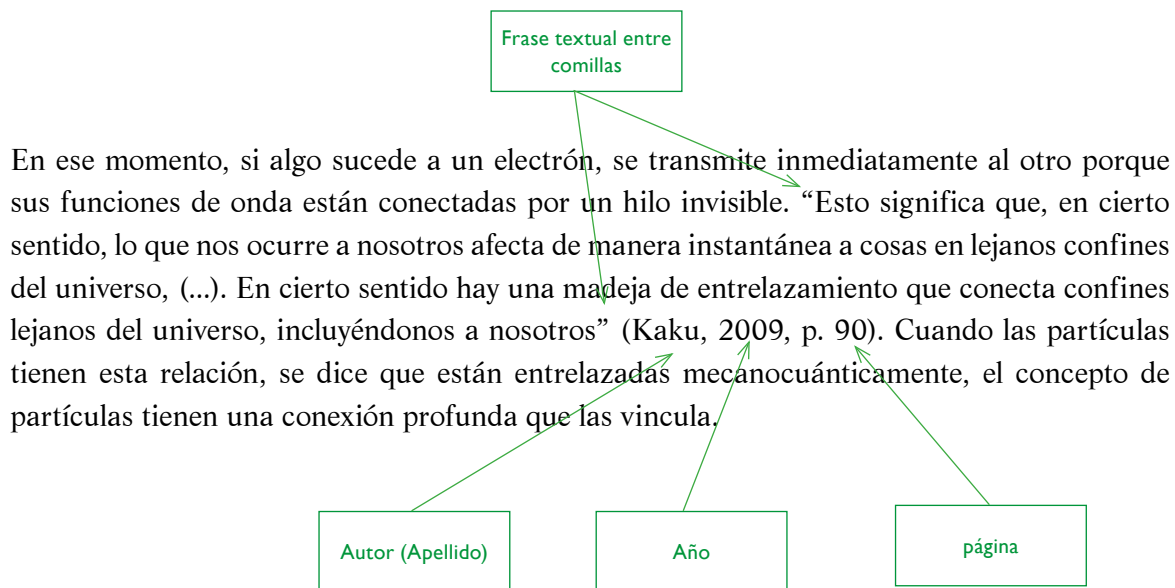 Frase textual entre
comillas
En ese momento, si algo sucede a un electrón, se transmite inmediatamente al otro porque
sus funciones de onda están conectadas por un hilo invisible. “Esto significa que, en cierto
sentido, lo que nos ocurre a nosotros afecta de manera instantánea a cosas en lejanos confines
del universo, (...). En cierto sentido hay una madeja de entrelazamiento que conecta confines
lejanos del universo, incluyéndonos a nosotros” (Kaku, 2009, p. 90). Cuando las partículas
tienen esta relación, se dice que están entrelazadas mecanocuánticamente, el concepto de
partículas tienen una conexión profunda que las vincula.
Autor (Apellido)
Año
página